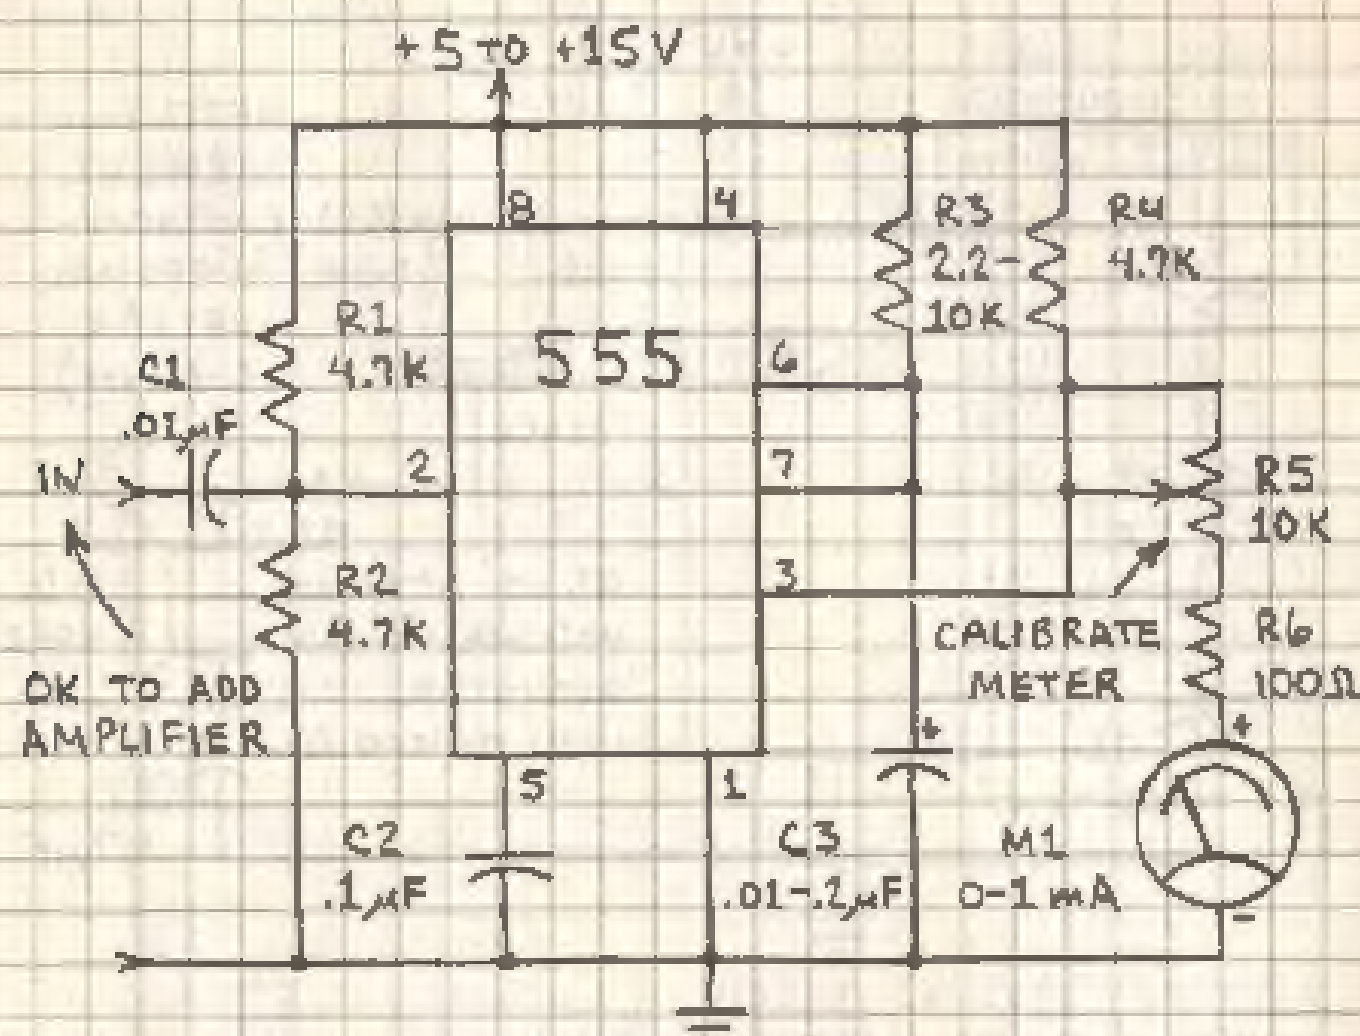 +5 TO +15V
8
4
R3
2.2-
10K
R4
4.7K
R1
4.7K
555
6
C1
.01µF
IN
2
7
R5
10K
3
R2
4.7K
CALIBRATE
METER
R6
100Ω
OK TO ADD
AMPLIFIER
+
+
5
1
C2
.1µF
C3
.01-.2µF
M1
0-1mA
-